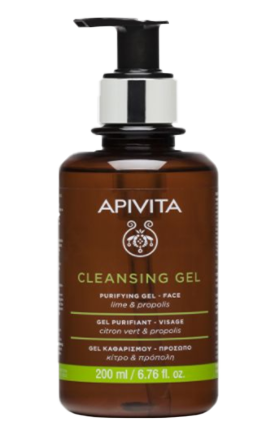 APIVITA
CLEANSING GEL
PURIFYING GEL - FACE
lime & propolis
GEL PURIFIANT - VISAGE
citron vert & propolis
ΓΕΛ ΚΑΘΑΡΙΣΜΟΥ - ΠΡΟΣΩΠΟ
κίτρο & πρόπολη
200 ml / 6.76 fl. oz.